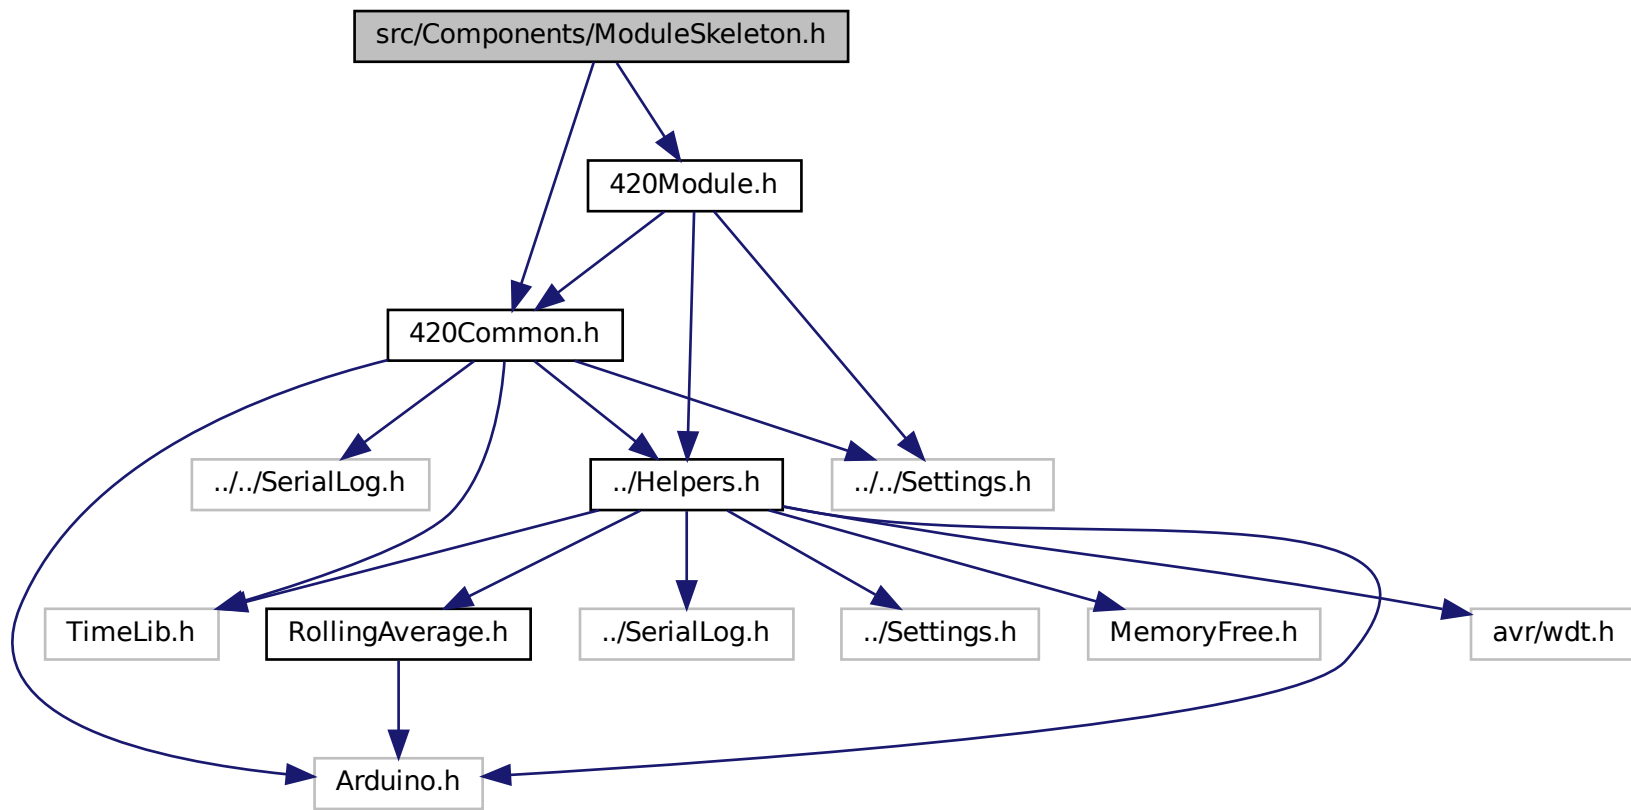 src/Components/ModuleSkeleton.h
420Module.h
420Common.h
../../SerialLog.h
../Helpers.h
../../Settings.h
TimeLib.h
RollingAverage.h
../SerialLog.h
../Settings.h
MemoryFree.h
avr/wdt.h
Arduino.h